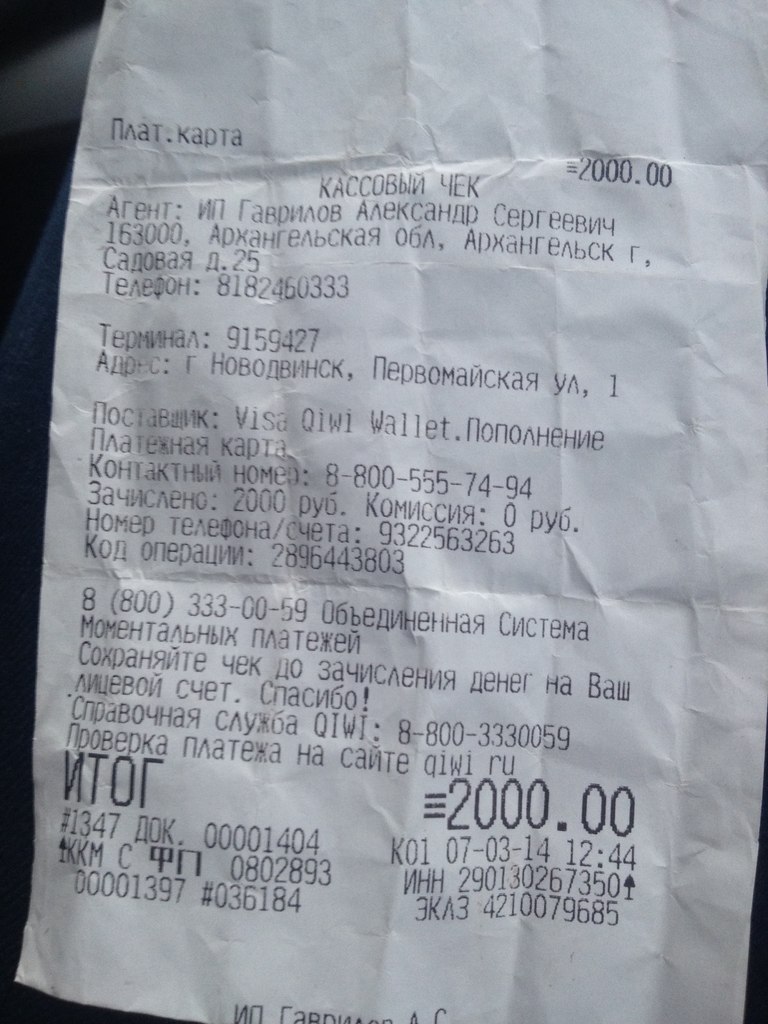 Плат.карта
≡2000.00
КАССОВЫЙ ЧЕК
Агент: ИП Гаврилов Александр Сергеевич
163000, Архангельская обл, Архангельск г,
Садовая д.25
Телефон: 8182460333
Терминал: 9159427
Адрес: г Новодвинск, Первомайская ул, 1
Поставщик: Visa Qiwi Wallet.Пополнение
Платежная карта
Контактный номер: 8-800-555-74-94
Зачислено: 2000 руб. Комиссия: 0 руб.
Номер телефона/счета: 9322563263
Код операции: 2896443803
8 (800) 333-00-59 Объединенная Система
Моментальных платежей
Сохраняйте чек до зачисления денег на Ваш
лицевой счет. Спасибо!
Справочная служба QIWI: 8-800-3330059
Проверка платежа на сайте qiwi ru
ИТОГ ≡2000.00
#1347 ДОК. 00001404 К01 07-03-14 12:44
ККМ С ФП 0802893 ИНН 290130267350
00001397 #036184 ЭКЛЗ 4210079685
ИП Гаврилов А.С